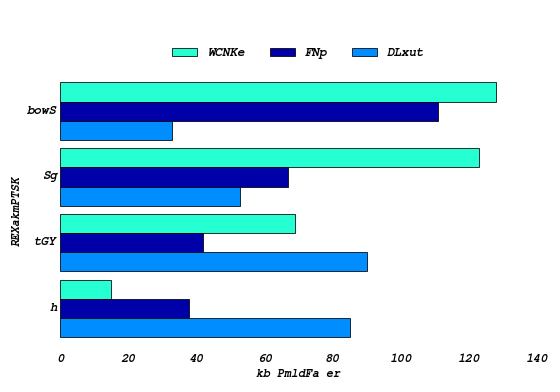 WCNKe FNp DLxut
bowS
Sg
tGY
h
REXakmPTSK
0 20 40 60 80 100 120 140
kb PmldFa er